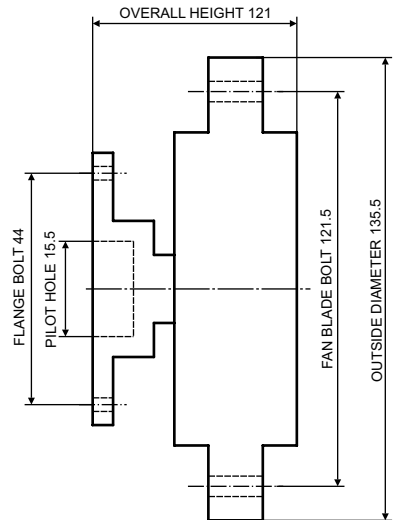 OVERALL HEIGHT 121
FLANGE BOLT 44
PILOT HOLE 15.5
FAN BLADE BOLT 121.5
OUTSIDE DIAMETER 135.5